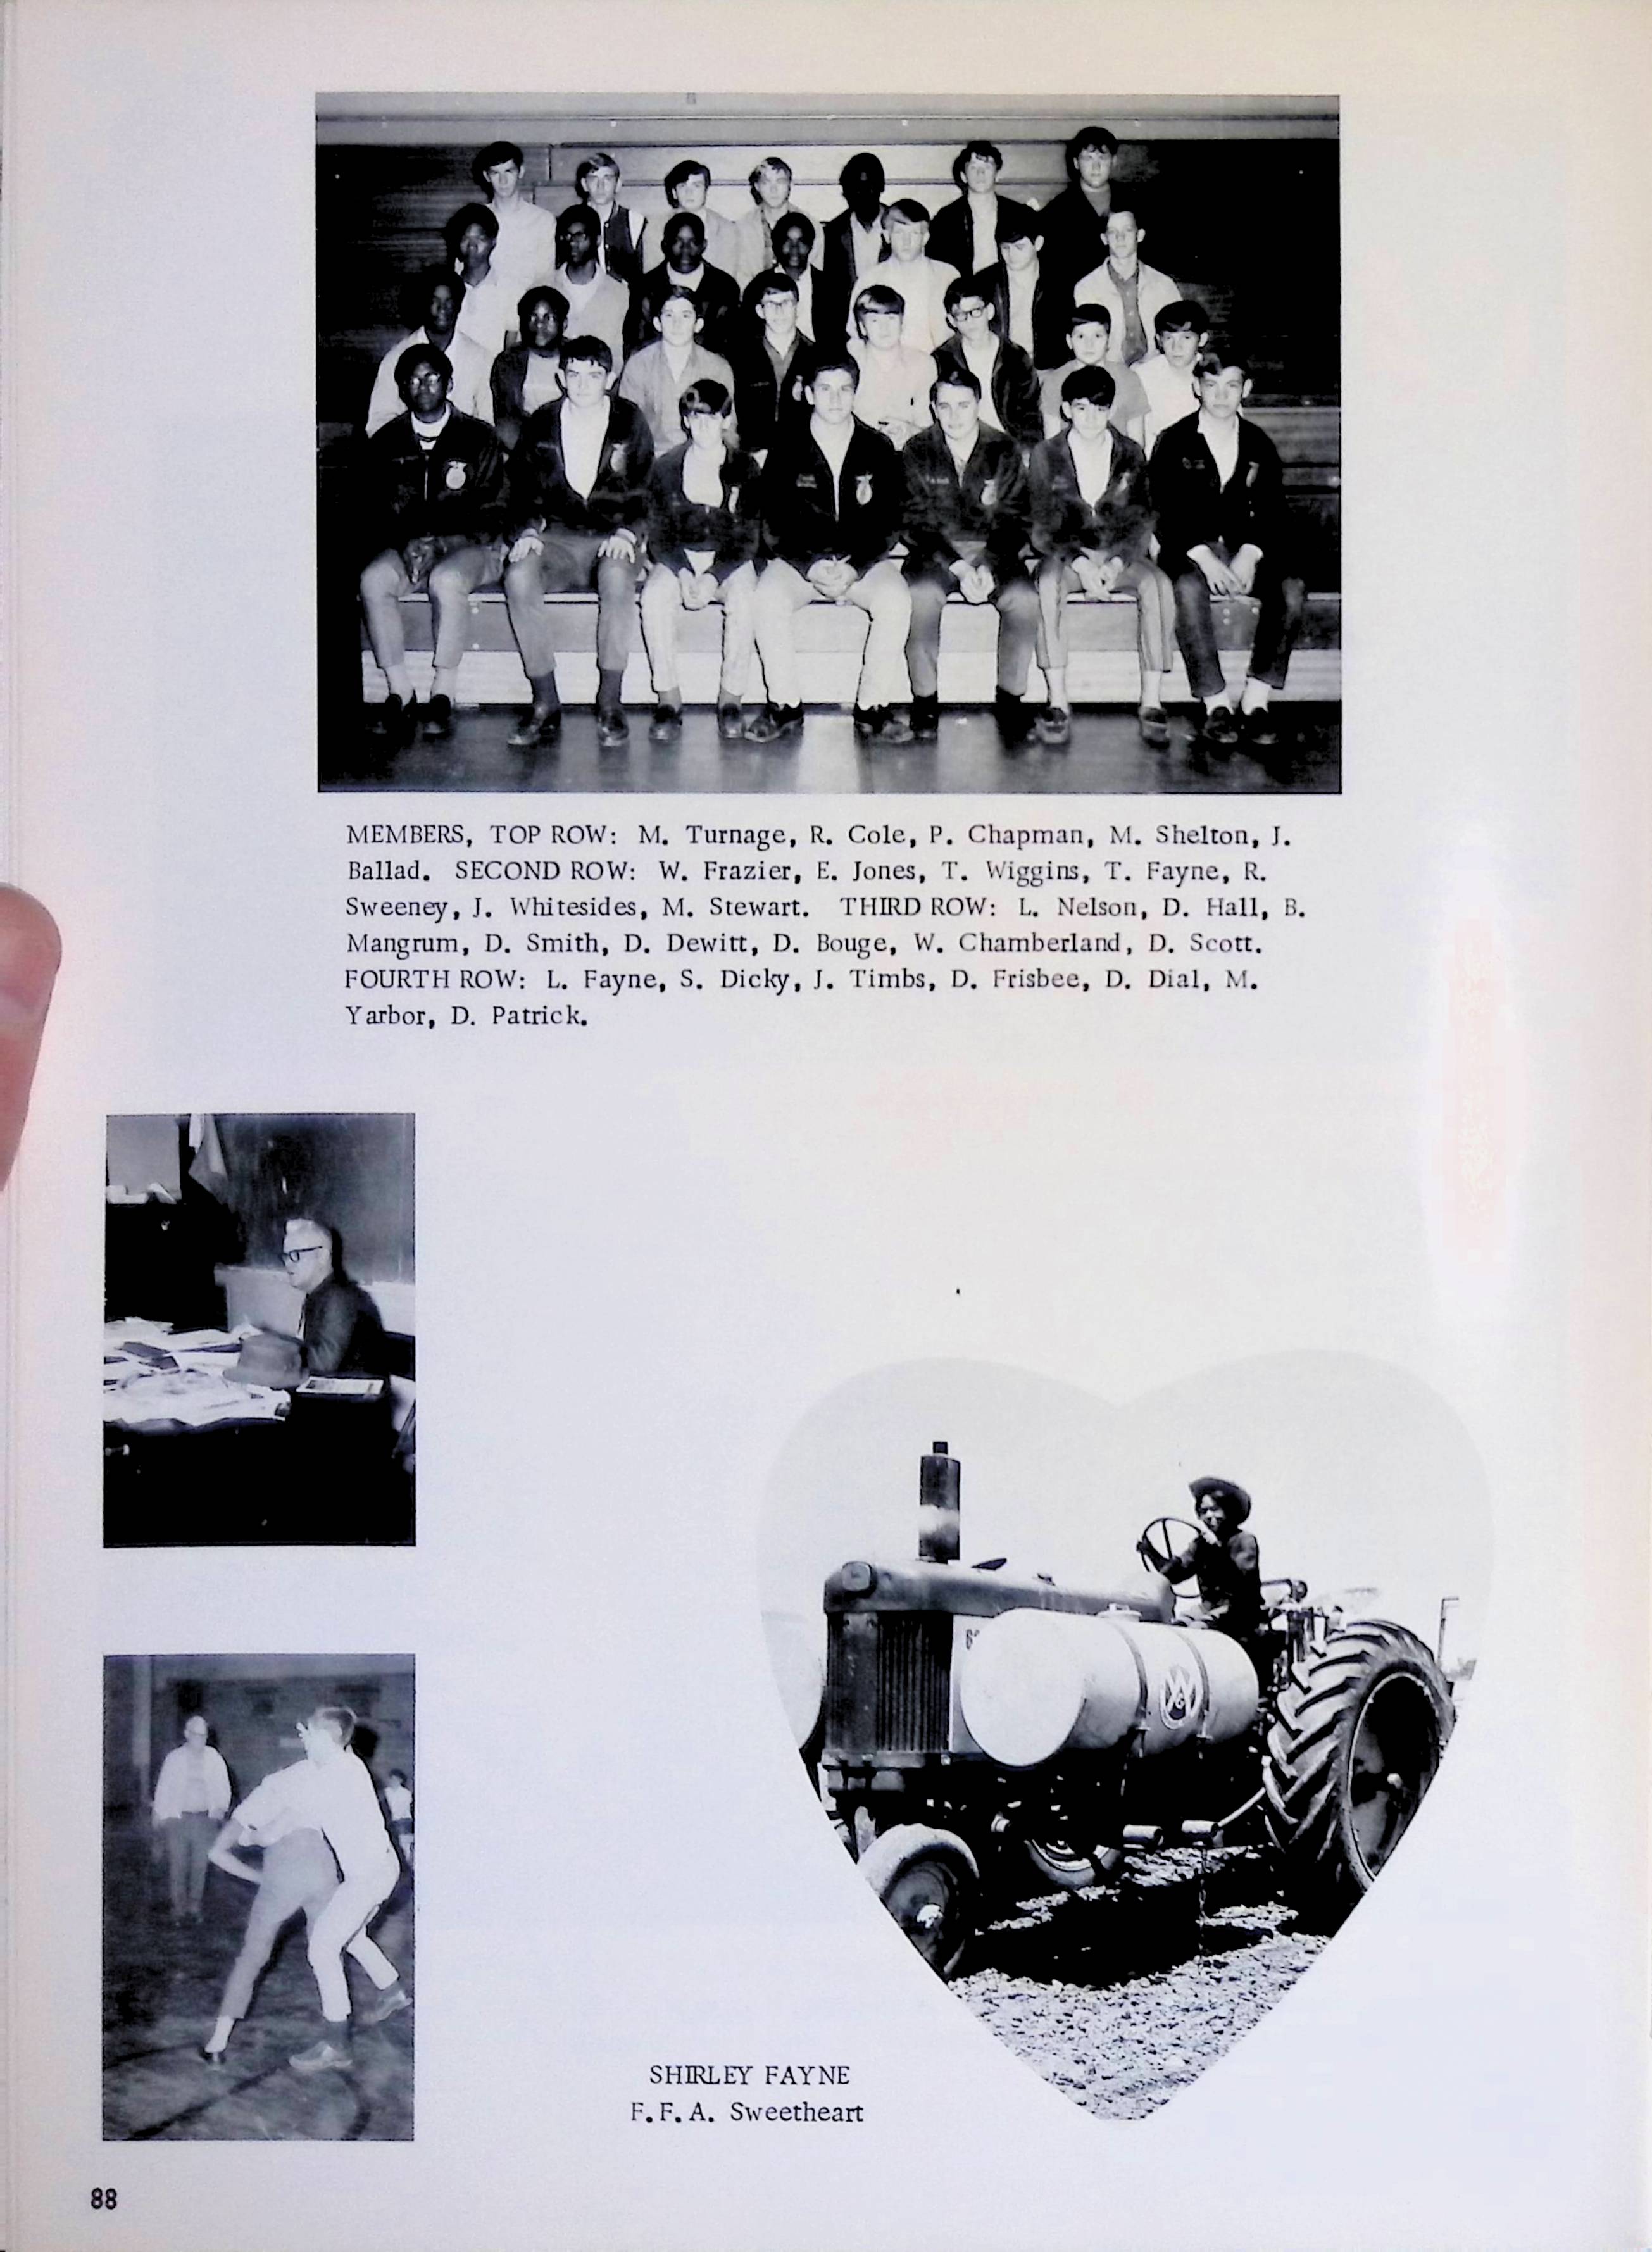 MEMBERS, TOP ROW: M. Turnage, R. Cole, P. Chapman, M. Shelton, J.
Ballad. SECOND ROW: W. Frazier, E. Jones, T. Wiggins, T. Fayne, R.
Sweeney, J. Whitesides, M. Stewart. THIRD ROW: L. Nelson, D. Hall, B.
Mangrum, D. Smith, D. Dewitt, D. Bouge, W. Chamberland, D. Scott.
FOURTH ROW: L. Fayne, S. Dicky, J. Timbs, D. Frisbee, D. Dial, M.
Yarbor, D. Patrick.
SHIRLEY FAYNE
F.F.A. Sweetheart
88